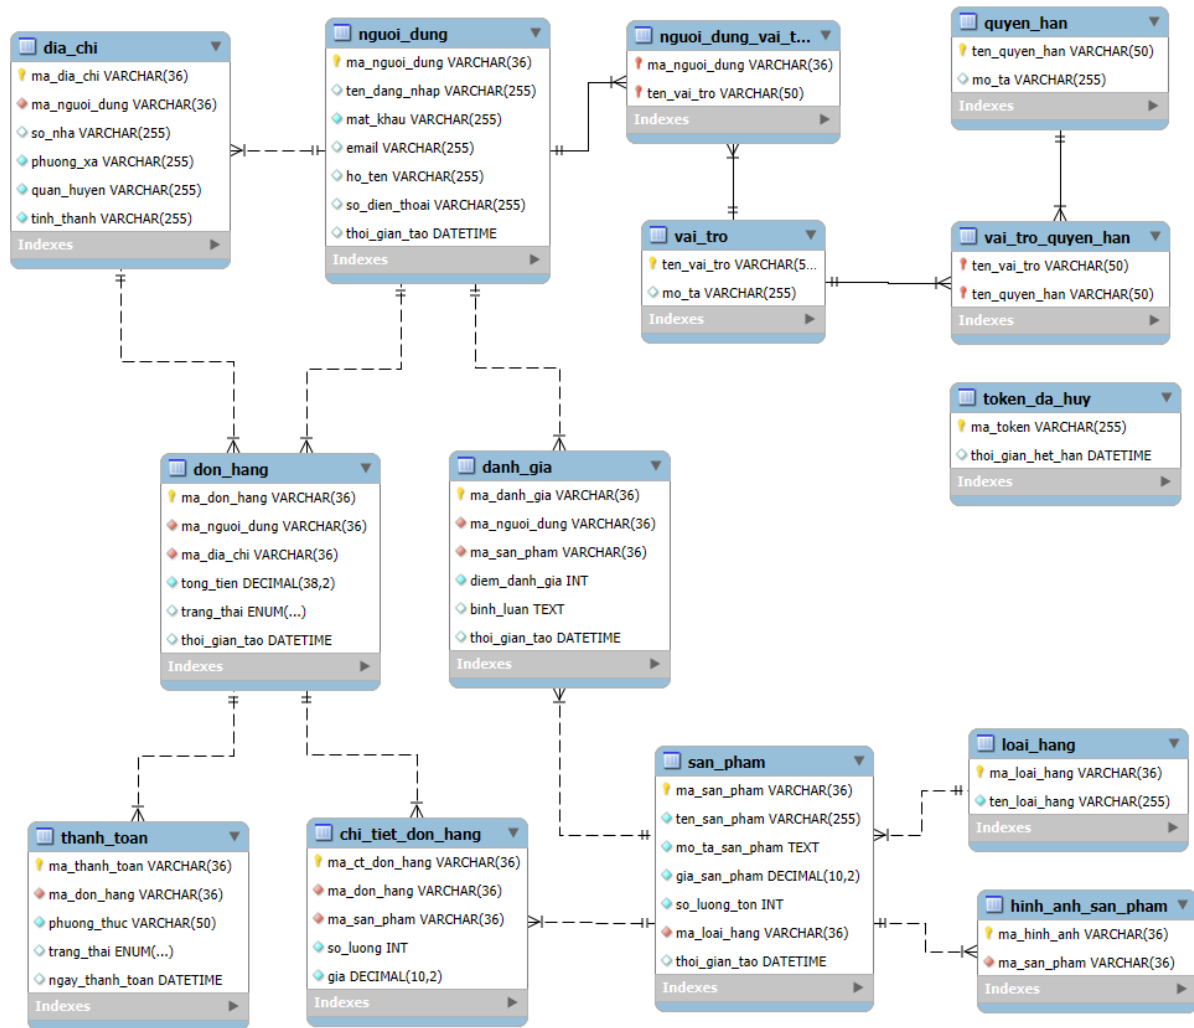 dia_chi
ma_dia_chi VARCHAR(36)
ma_nguoi_dung VARCHAR(36)
so_nha VARCHAR(255)
phuong_xa VARCHAR(255)
quan_huyen VARCHAR(255)
tinh_thanh VARCHAR(255)
Indexes
nguoi_dung
ma_nguoi_dung VARCHAR(36)
ten_dang_nhap VARCHAR(255)
mat_khau VARCHAR(255)
email VARCHAR(255)
ho_ten VARCHAR(255)
so_dien_thoai VARCHAR(255)
thoi_gian_tao DATETIME
Indexes
nguoi_dung_vai_t...
ma_nguoi_dung VARCHAR(36)
ten_vai_tro VARCHAR(50)
Indexes
quyen_han
ten_quyen_han VARCHAR(50)
mo_ta VARCHAR(255)
Indexes
vai_tro
ten_vai_tro VARCHAR(5...
mo_ta VARCHAR(255)
Indexes
vai_tro_quyen_han
ten_vai_tro VARCHAR(50)
ten_quyen_han VARCHAR(50)
Indexes
token_da_huy
ma_token VARCHAR(255)
thoi_gian_het_han DATETIME
Indexes
don_hang
ma_don_hang VARCHAR(36)
ma_nguoi_dung VARCHAR(36)
ma_dia_chi VARCHAR(36)
tong_tien DECIMAL(38,2)
trang_thai ENUM(...)
thoi_gian_tao DATETIME
Indexes
danh_gia
ma_danh_gia VARCHAR(36)
ma_nguoi_dung VARCHAR(36)
ma_san_pham VARCHAR(36)
diem_danh_gia INT
binh_luan TEXT
thoi_gian_tao DATETIME
Indexes
thanh_toan
ma_thanh_toan VARCHAR(36)
ma_don_hang VARCHAR(36)
phuong_thuc VARCHAR(50)
trang_thai ENUM(...)
ngay_thanh_toan DATETIME
Indexes
chi_tiet_don_hang
ma_ct_don_hang VARCHAR(36)
ma_don_hang VARCHAR(36)
ma_san_pham VARCHAR(36)
so_luong INT
gia DECIMAL(10,2)
Indexes
san_pham
ma_san_pham VARCHAR(36)
ten_san_pham VARCHAR(255)
mo_ta_san_pham TEXT
gia_san_pham DECIMAL(10,2)
so_luong_ton INT
ma_loai_hang VARCHAR(36)
thoi_gian_tao DATETIME
Indexes
loai_hang
ma_loai_hang VARCHAR(36)
ten_loai_hang VARCHAR(255)
Indexes
hinh_anh_san_pham
ma_hinh_anh VARCHAR(36)
ma_san_pham VARCHAR(36)
Indexes